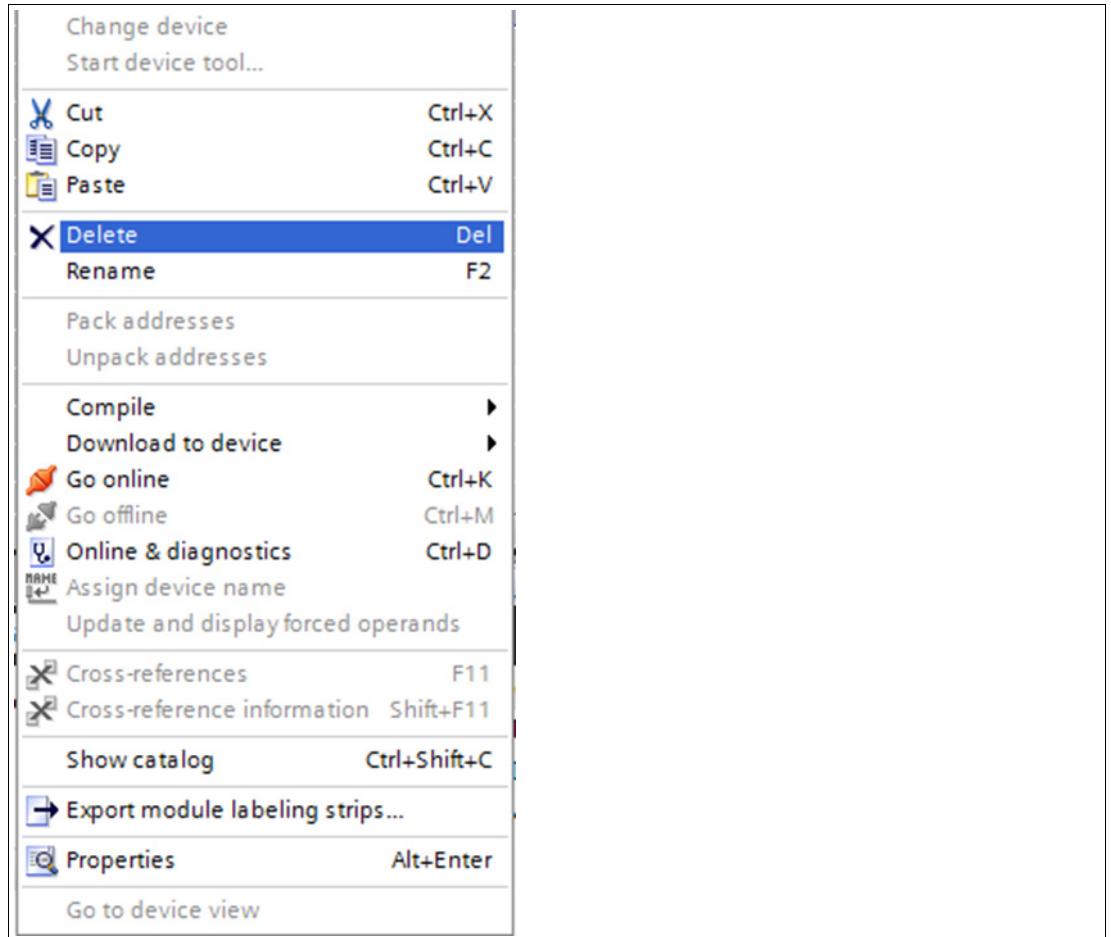 Change device
Start device tool...
Cut Ctrl+X
Copy Ctrl+C
Paste Ctrl+V
Delete Del
Rename F2
Pack addresses
Unpack addresses
Compile
Download to device
Go online Ctrl+K
Go offline Ctrl+M
Online & diagnostics Ctrl+D
NAME
Assign device name
Update and display forced operands
Cross-references F11
Cross-reference information Shift+F11
Show catalog Ctrl+Shift+C
Export module labeling strips...
Properties Alt+Enter
Go to device view